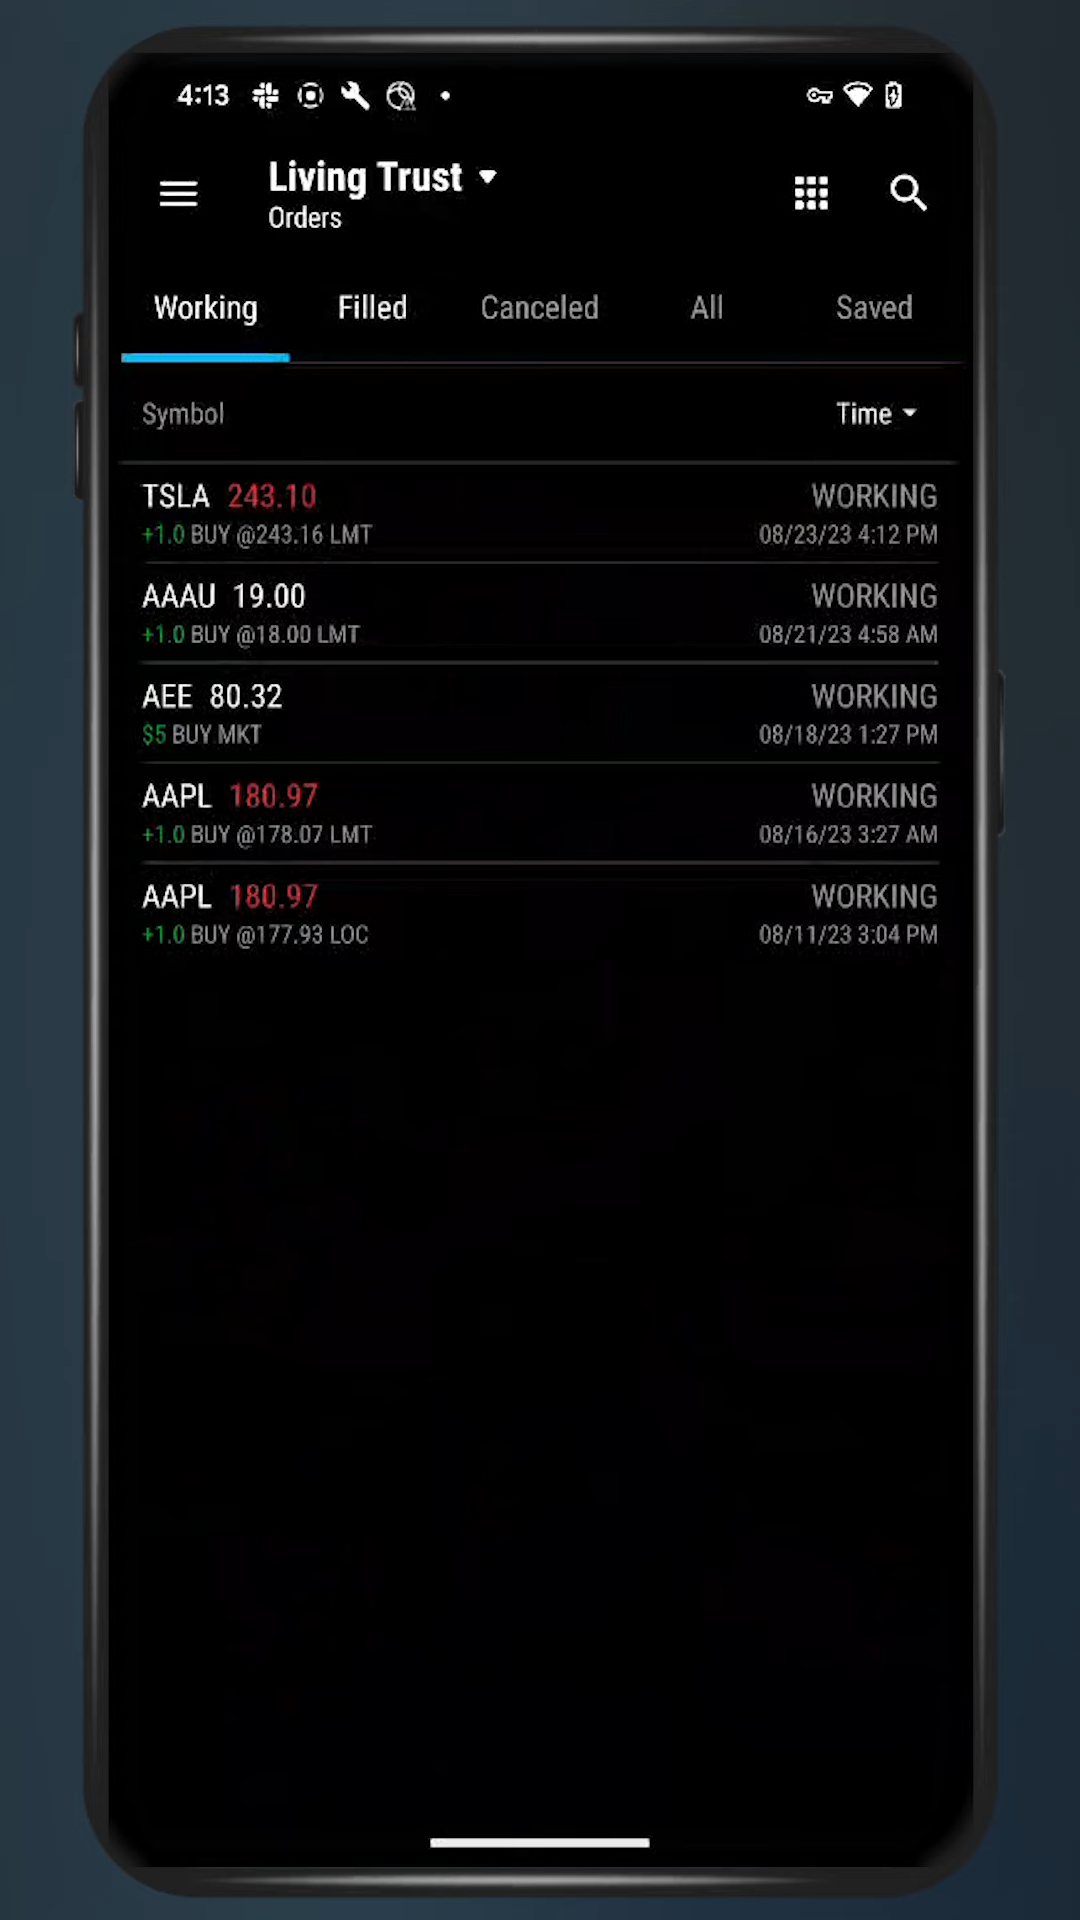 4:13
Living Trust
Orders
Working Filled Canceled All Saved
Symbol Time
TSLA 243.10 WORKING
+1.0 BUY @243.16 LMT 08/23/23 4:12 PM
AAAU 19.00 WORKING
+1.0 BUY @18.00 LMT 08/21/23 4:58 AM
AEE 80.32 WORKING
$5 BUY MKT 08/18/23 1:27 PM
AAPL 180.97 WORKING
+1.0 BUY @178.07 LMT 08/16/23 3:27 AM
AAPL 180.97 WORKING
+1.0 BUY @177.93 LOC 08/11/23 3:04 PM